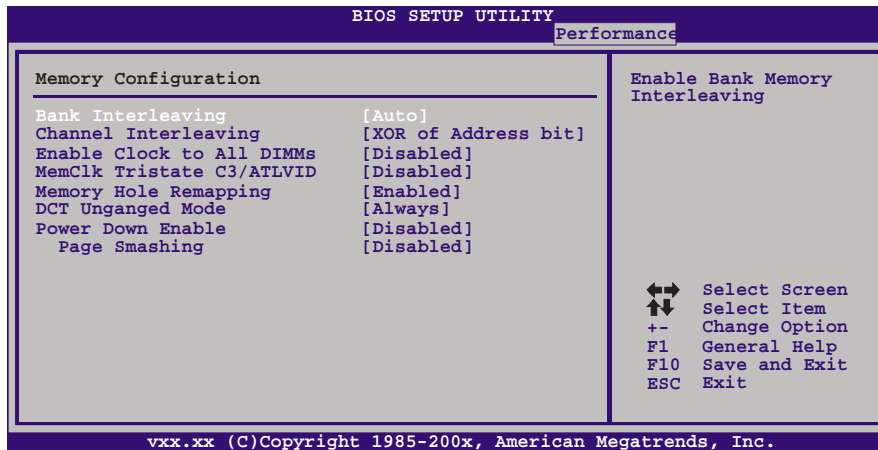 BIOS SETUP UTILITY
Performance
Memory Configuration
Bank Interleaving [Auto]
Channel Interleaving [XOR of Address bit]
Enable Clock to All DIMMs [Disabled]
MemClk Tristate C3/ATLVID [Disabled]
Memory Hole Remapping [Enabled]
DCT Unganged Mode [Always]
Power Down Enable [Disabled]
Page Smashing [Disabled]
Enable Bank Memory
Interleaving
Select Screen
Select Item
+- Change Option
F1 General Help
F10 Save and Exit
ESC Exit
vxx.xx (C)Copyright 1985-200x, American Megatrends, Inc.